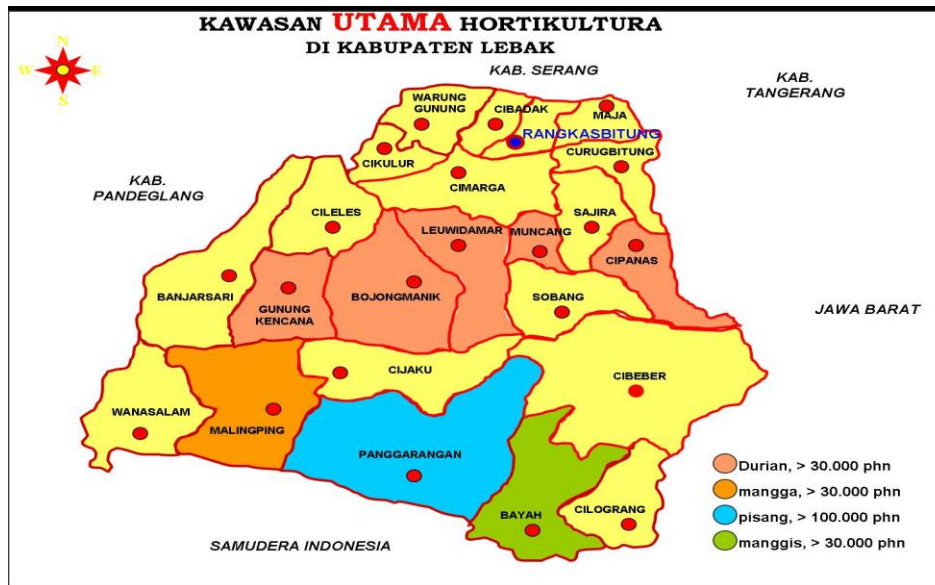 KAWASAN UTAMA HORTIKULTURA
DI KABUPATEN LEBAK
N
W E
S
KAB. SERANG
KAB.
TANGERANG
KAB.
PANDEGLANG
JAWA BARAT
SAMUDERA INDONESIA
WARUNG
GUNUNG
CIBADAK
MAJA
RANGKASBITUNG
CIKULUR
CURUGBITUNG
CIMARGA
CILELES
SAJIRA
LEUWIDAMAR
MUNCANG
CIPANAS
BANJARSARI
GUNUNG
KENCANA
BOJONGMANIK
SOBANG
CIJAKU
CIBEBER
WANASALAM
MALINGPING
PANGGARANGAN
BAYAH
CILOGRANG
Durian, > 30.000 phn
mangga, > 30.000 phn
pisang, > 100.000 phn
manggis, > 30.000 phn